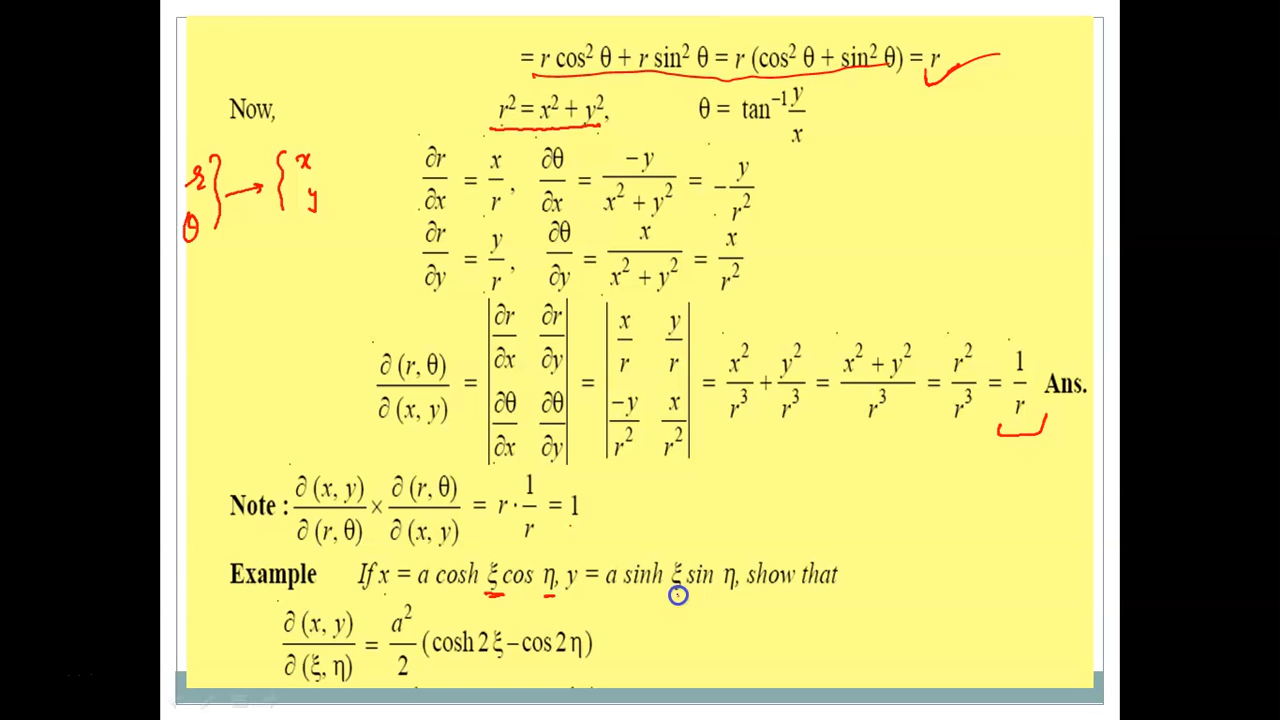 = r cos² θ + r sin² θ = r (cos² θ + sin² θ) = r
Now, r² = x² + y², θ = tan⁻¹ y/x
r θ } → { x y
∂r/∂x = x/r, ∂θ/∂x = −y/(x² + y²) = −y/r²
∂r/∂y = y/r, ∂θ/∂y = x/(x² + y²) = x/r²
∂(r, θ)/∂(x, y) = |∂r/∂x ∂r/∂y; ∂θ/∂x ∂θ/∂y| = |x/r y/r; −y/r² x/r²| = x²/r³ + y²/r³ = (x² + y²)/r³ = r²/r³ = 1/r Ans.
Note : ∂(x, y)/∂(r, θ) × ∂(r, θ)/∂(x, y) = r · 1/r = 1
Example If x = a cosh ξ cos η, y = a sinh ξ sin η, show that
∂(x, y)/∂(ξ, η) = a²/2 (cosh 2 ξ – cos 2 η)